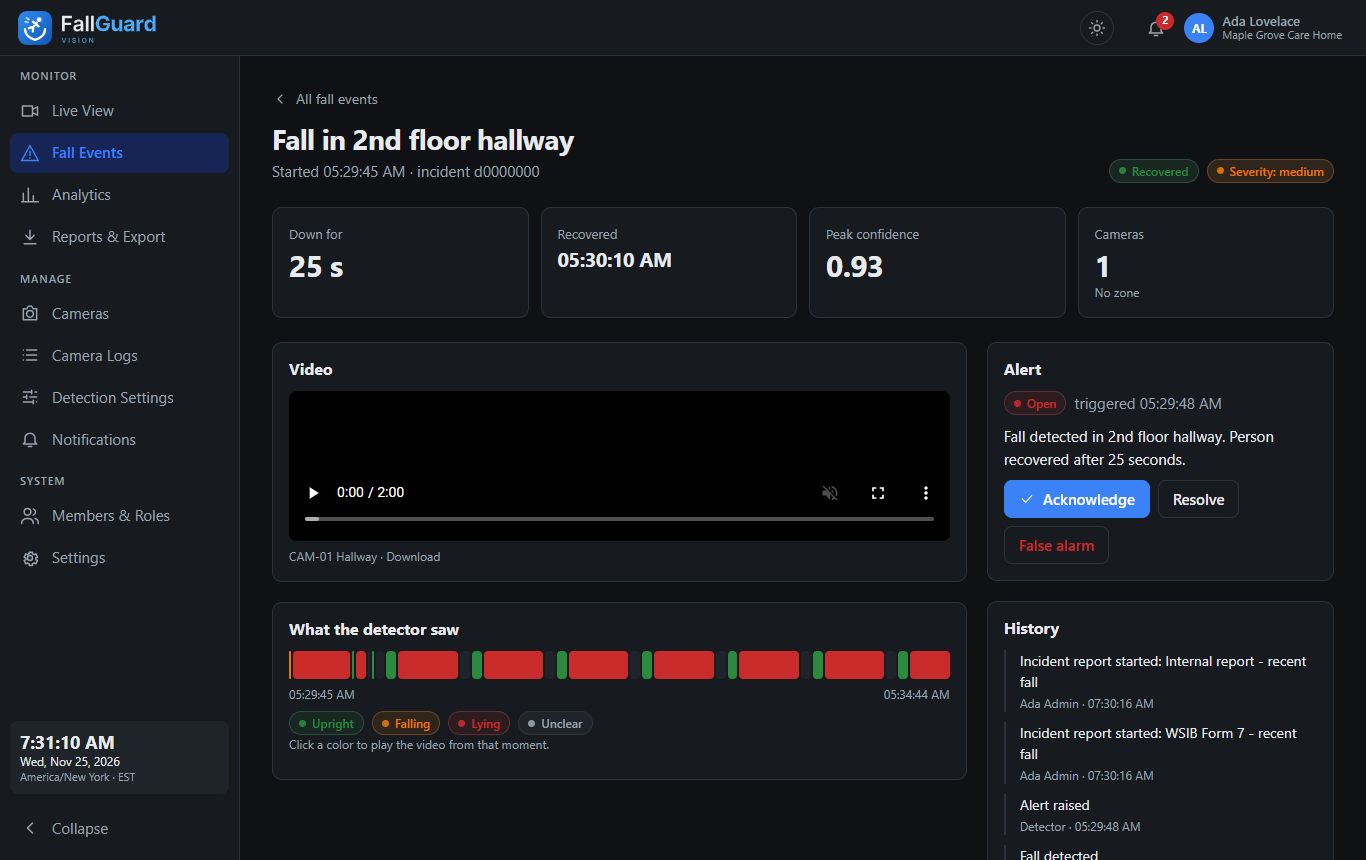 FallGuard
VISION
2
AL
Ada Lovelace
Maple Grove Care Home
MONITOR
Live View
Fall Events
Analytics
Reports & Export
MANAGE
Cameras
Camera Logs
Detection Settings
Notifications
SYSTEM
Members & Roles
Settings
7:31:10 AM
Wed, Nov 25, 2026
America/New York · EST
Collapse
All fall events
Fall in 2nd floor hallway
Started 05:29:45 AM · incident d0000000
Recovered
Severity: medium
Down for
25 s
Recovered
05:30:10 AM
Peak confidence
0.93
Cameras
1
No zone
Video
0:00 / 2:00
CAM-01 Hallway · Download
What the detector saw
05:29:45 AM
05:34:44 AM
Upright
Falling
Lying
Unclear
Click a color to play the video from that moment.
Alert
Open
triggered 05:29:48 AM
Fall detected in 2nd floor hallway. Person
recovered after 25 seconds.
Acknowledge
Resolve
False alarm
History
Incident report started: Internal report - recent
fall
Ada Admin · 07:30:16 AM
Incident report started: WSIB Form 7 - recent
fall
Ada Admin · 07:30:16 AM
Alert raised
Detector · 05:29:48 AM
Fall detected